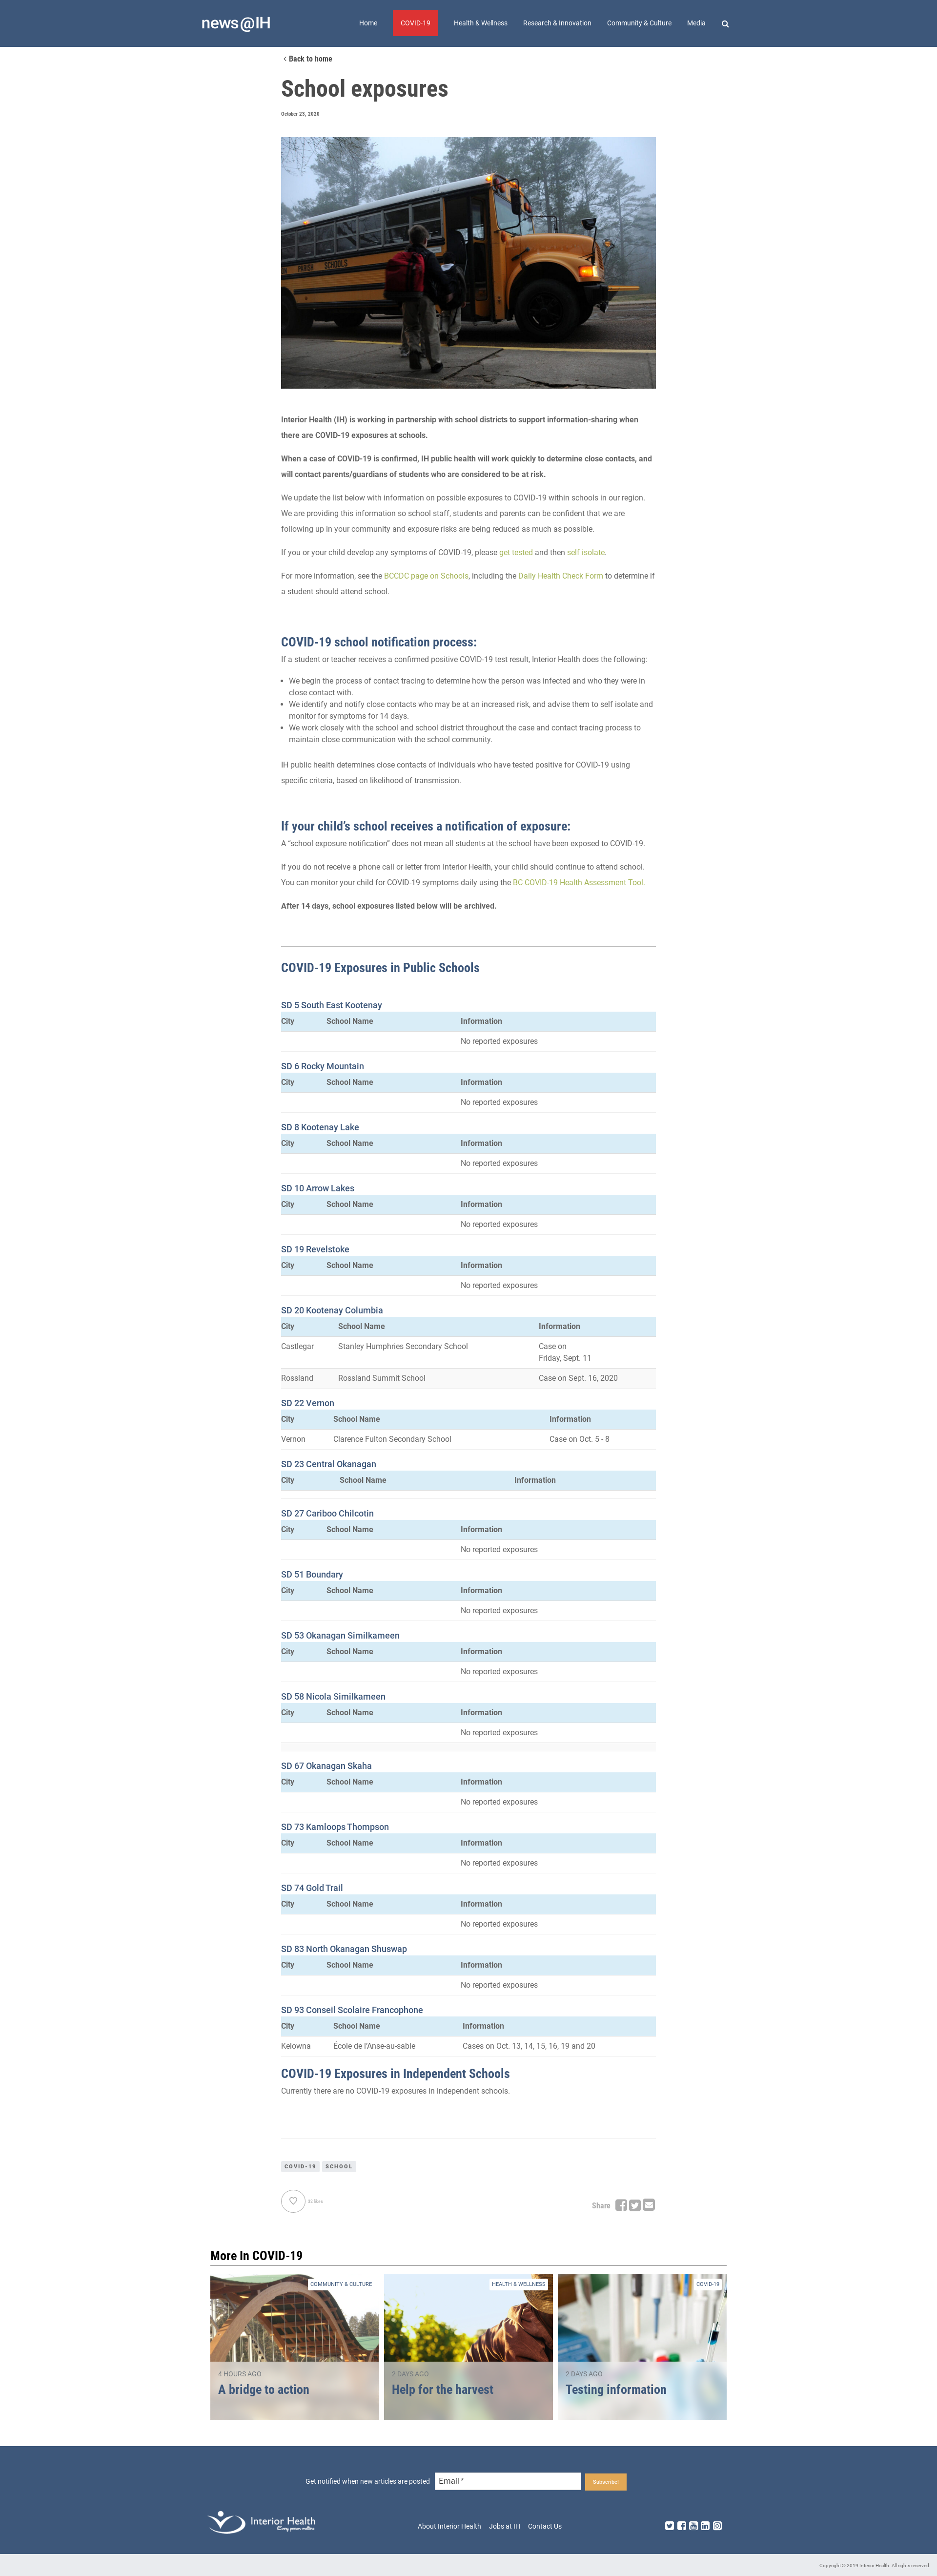 news@IH
Home
COVID-19
Health & Wellness
Research & Innovation
Community & Culture
Media
Back to home
School exposures
October 23, 2020
Interior Health (IH) is working in partnership with school districts to support information-sharing when
there are COVID-19 exposures at schools.
When a case of COVID-19 is confirmed, IH public health will work quickly to determine close contacts, and
will contact parents/guardians of students who are considered to be at risk.
We update the list below with information on possible exposures to COVID-19 within schools in our region.
We are providing this information so school staff, students and parents can be confident that we are
following up in your community and exposure risks are being reduced as much as possible.
If you or your child develop any symptoms of COVID-19, please get tested and then self isolate.
For more information, see the BCCDC page on Schools, including the Daily Health Check Form to determine if
a student should attend school.
COVID-19 school notification process:
If a student or teacher receives a confirmed positive COVID-19 test result, Interior Health does the following:
• We begin the process of contact tracing to determine how the person was infected and who they were in
close contact with.
• We identify and notify close contacts who may be at an increased risk, and advise them to self isolate and
monitor for symptoms for 14 days.
• We work closely with the school and school district throughout the case and contact tracing process to
maintain close communication with the school community.
IH public health determines close contacts of individuals who have tested positive for COVID-19 using
specific criteria, based on likelihood of transmission.
If your child's school receives a notification of exposure:
A “school exposure notification” does not mean all students at the school have been exposed to COVID-19.
If you do not receive a phone call or letter from Interior Health, your child should continue to attend school.
You can monitor your child for COVID-19 symptoms daily using the BC COVID-19 Health Assessment Tool.
After 14 days, school exposures listed below will be archived.
COVID-19 Exposures in Public Schools
SD 5 South East Kootenay
City School Name Information
No reported exposures
SD 6 Rocky Mountain
City School Name Information
No reported exposures
SD 8 Kootenay Lake
City School Name Information
No reported exposures
SD 10 Arrow Lakes
City School Name Information
No reported exposures
SD 19 Revelstoke
City School Name Information
No reported exposures
SD 20 Kootenay Columbia
City School Name Information
Castlegar Stanley Humphries Secondary School Case on
Friday, Sept. 11
Rossland Rossland Summit School Case on Sept. 16, 2020
SD 22 Vernon
City School Name Information
Vernon Clarence Fulton Secondary School Case on Oct. 5 - 8
SD 23 Central Okanagan
City School Name Information
SD 27 Cariboo Chilcotin
City School Name Information
No reported exposures
SD 51 Boundary
City School Name Information
No reported exposures
SD 53 Okanagan Similkameen
City School Name Information
No reported exposures
SD 58 Nicola Similkameen
City School Name Information
No reported exposures
SD 67 Okanagan Skaha
City School Name Information
No reported exposures
SD 73 Kamloops Thompson
City School Name Information
No reported exposures
SD 74 Gold Trail
City School Name Information
No reported exposures
SD 83 North Okanagan Shuswap
City School Name Information
No reported exposures
SD 93 Conseil Scolaire Francophone
City School Name Information
Kelowna École de l'Anse-au-sable Cases on Oct. 13, 14, 15, 16, 19 and 20
COVID-19 Exposures in Independent Schools
Currently there are no COVID-19 exposures in independent schools.
COVID-19
SCHOOL
Share
More In COVID-19
COMMUNITY & CULTURE
4 HOURS AGO
A bridge to action
HEALTH & WELLNESS
2 DAYS AGO
Help for the harvest
COVID-19
2 DAYS AGO
Testing information
Get notified when new articles are posted
Email *
Subscribe!
Interior Health
Every person matters
About Interior Health
Jobs at IH
Contact Us
Copyright © 2019 Interior-Health. All rights reserved.